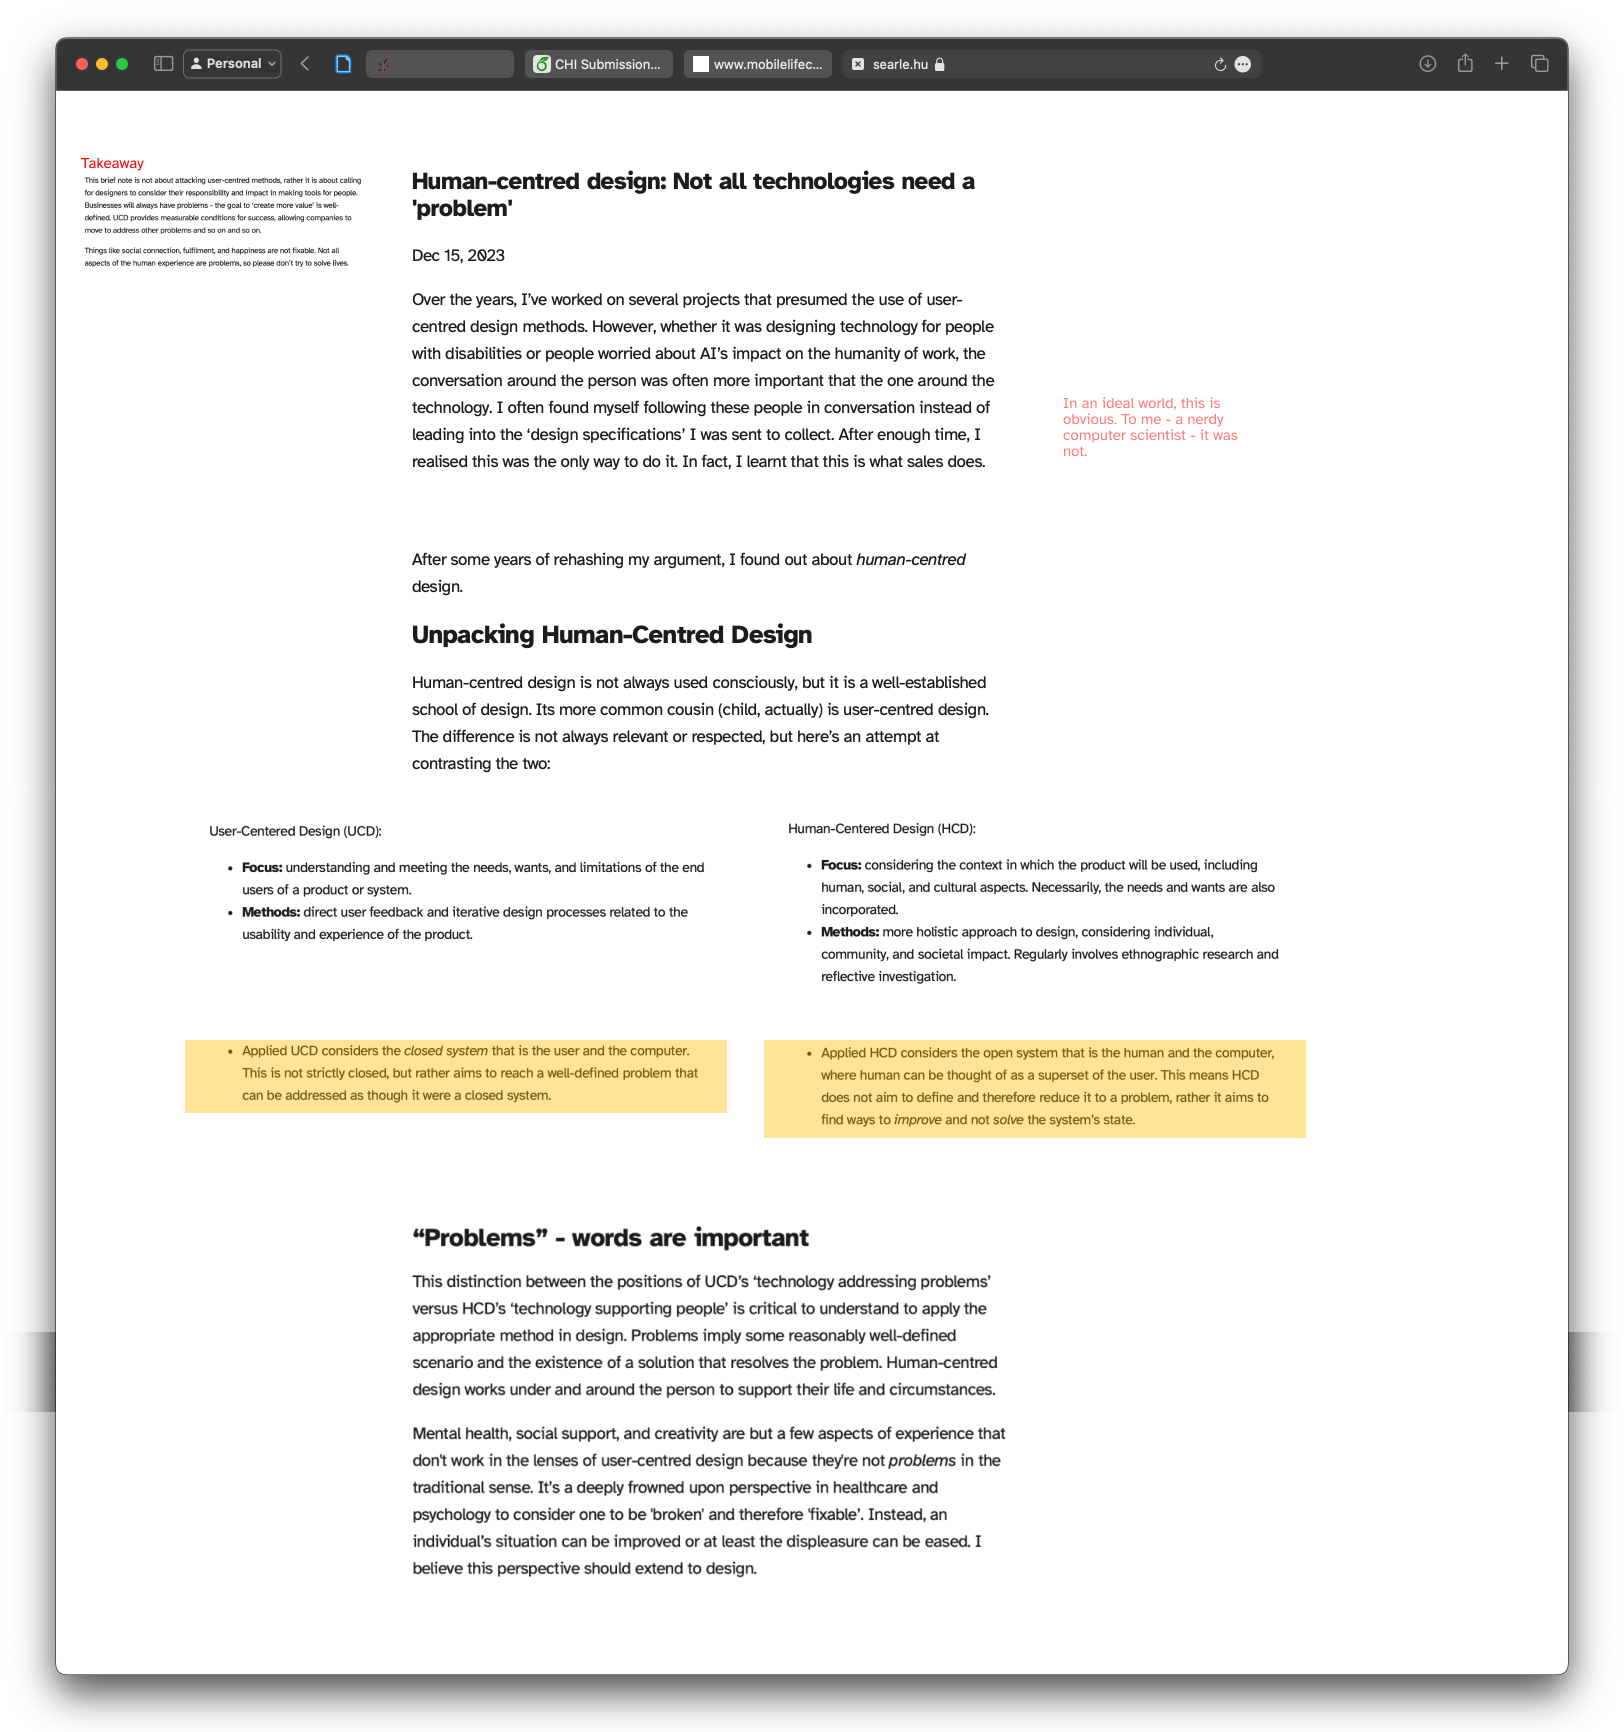 Personal
CHI Submission...
www.mobilelifec...
searle.hu
Takeaway
This brief note is not about attacking user-centred methods, rather it is about calling
for designers to consider their responsibility and impact in making tools for people.
Businesses will always have problems - the goal to 'create more value' is well-
defined. UCD provides measurable conditions for success, allowing companies to
move to address other problems and so on and so on.
Things like social connection, fulfilment, and happiness are not fixable. Not all
aspects of the human experience are problems, so please don't try to solve lives.
Human-centred design: Not all technologies need a
'problem'
Dec 15, 2023
Over the years, I've worked on several projects that presumed the use of user-
centred design methods. However, whether it was designing technology for people
with disabilities or people worried about AI's impact on the humanity of work, the
conversation around the person was often more important that the one around the
technology. I often found myself following these people in conversation instead of
leading into the 'design specifications' I was sent to collect. After enough time, I
realised this was the only way to do it. In fact, I learnt that this is what sales does.
In an ideal world, this is
obvious. To me - a nerdy
computer scientist - it was
not.
After some years of rehashing my argument, I found out about human-centred
design.
Unpacking Human-Centred Design
Human-centred design is not always used consciously, but it is a well-established
school of design. Its more common cousin (child, actually) is user-centred design.
The difference is not always relevant or respected, but here's an attempt at
contrasting the two:
User-Centered Design (UCD):
• Focus: understanding and meeting the needs, wants, and limitations of the end
users of a product or system.
• Methods: direct user feedback and iterative design processes related to the
usability and experience of the product.
• Applied UCD considers the closed system that is the user and the computer.
This is not strictly closed, but rather aims to reach a well-defined problem that
can be addressed as though it were a closed system.
Human-Centered Design (HCD):
• Focus: considering the context in which the product will be used, including
human, social, and cultural aspects. Necessarily, the needs and wants are also
incorporated.
• Methods: more holistic approach to design, considering individual,
community, and societal impact. Regularly involves ethnographic research and
reflective investigation.
• Applied HCD considers the open system that is the human and the computer,
where human can be thought of as a superset of the user. This means HCD
does not aim to define and therefore reduce it to a problem, rather it aims to
find ways to improve and not solve the system's state.
“Problems” - words are important
This distinction between the positions of UCD's 'technology addressing problems'
versus HCD's 'technology supporting people' is critical to understand to apply the
appropriate method in design. Problems imply some reasonably well-defined
scenario and the existence of a solution that resolves the problem. Human-centred
design works under and around the person to support their life and circumstances.
Mental health, social support, and creativity are but a few aspects of experience that
don't work in the lenses of user-centred design because they're not problems in the
traditional sense. It's a deeply frowned upon perspective in healthcare and
psychology to consider one to be 'broken' and therefore 'fixable'. Instead, an
individual's situation can be improved or at least the displeasure can be eased. I
believe this perspective should extend to design.